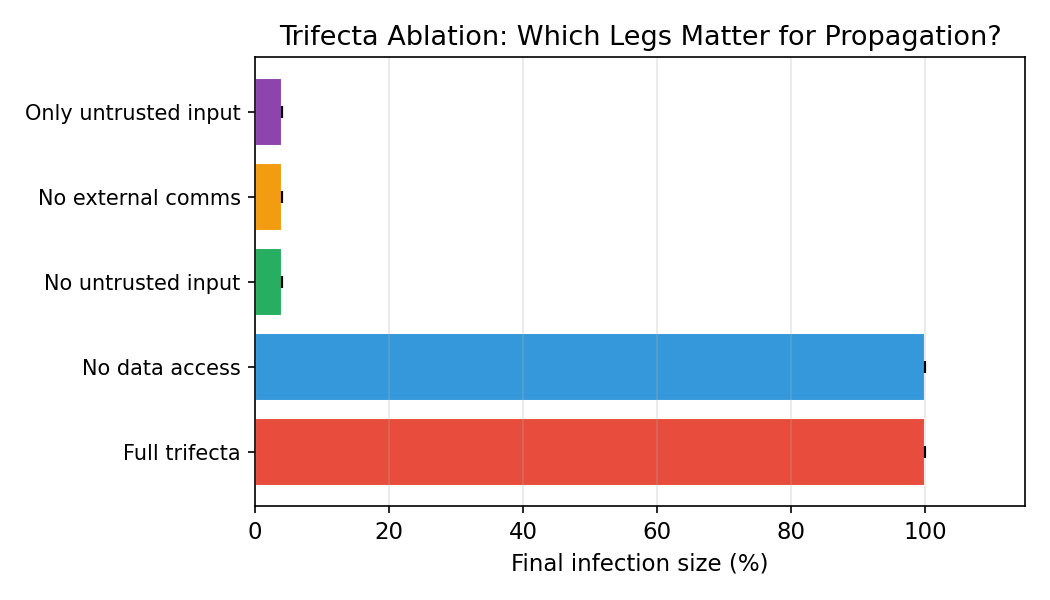 Trifecta Ablation: Which Legs Matter for Propagation?
Only untrusted input
No external comms
No untrusted input
No data access
Full trifecta
0 20 40 60 80 100
Final infection size (%)